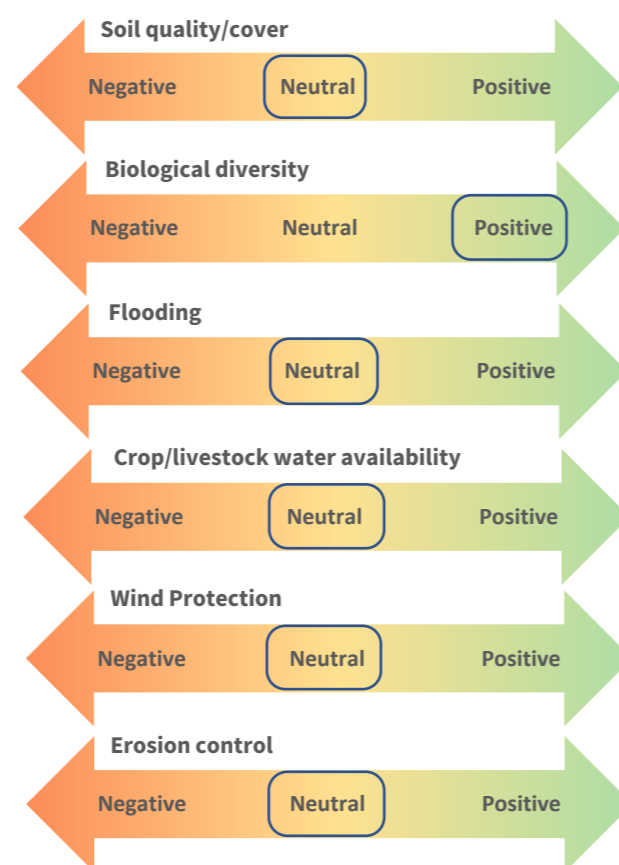 Soil quality/cover
Negative Neutral Positive
Biological diversity
Negative Neutral Positive
Flooding
Negative Neutral Positive
Crop/livestock water availability
Negative Neutral Positive
Wind Protection
Negative Neutral Positive
Erosion control
Negative Neutral Positive